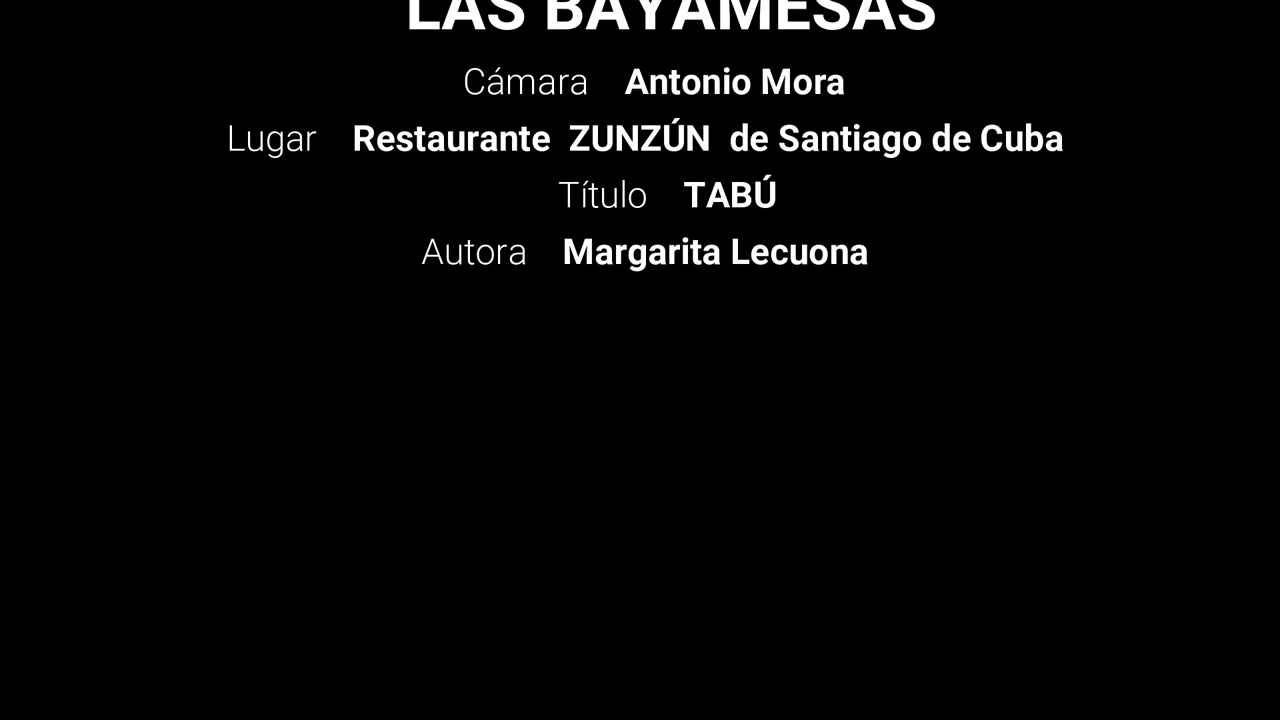 LAS BAYAMESAS
Cámara Antonio Mora
Lugar Restaurante ZUNZÚN de Santiago de Cuba
Título TABÚ
Autora Margarita Lecuona